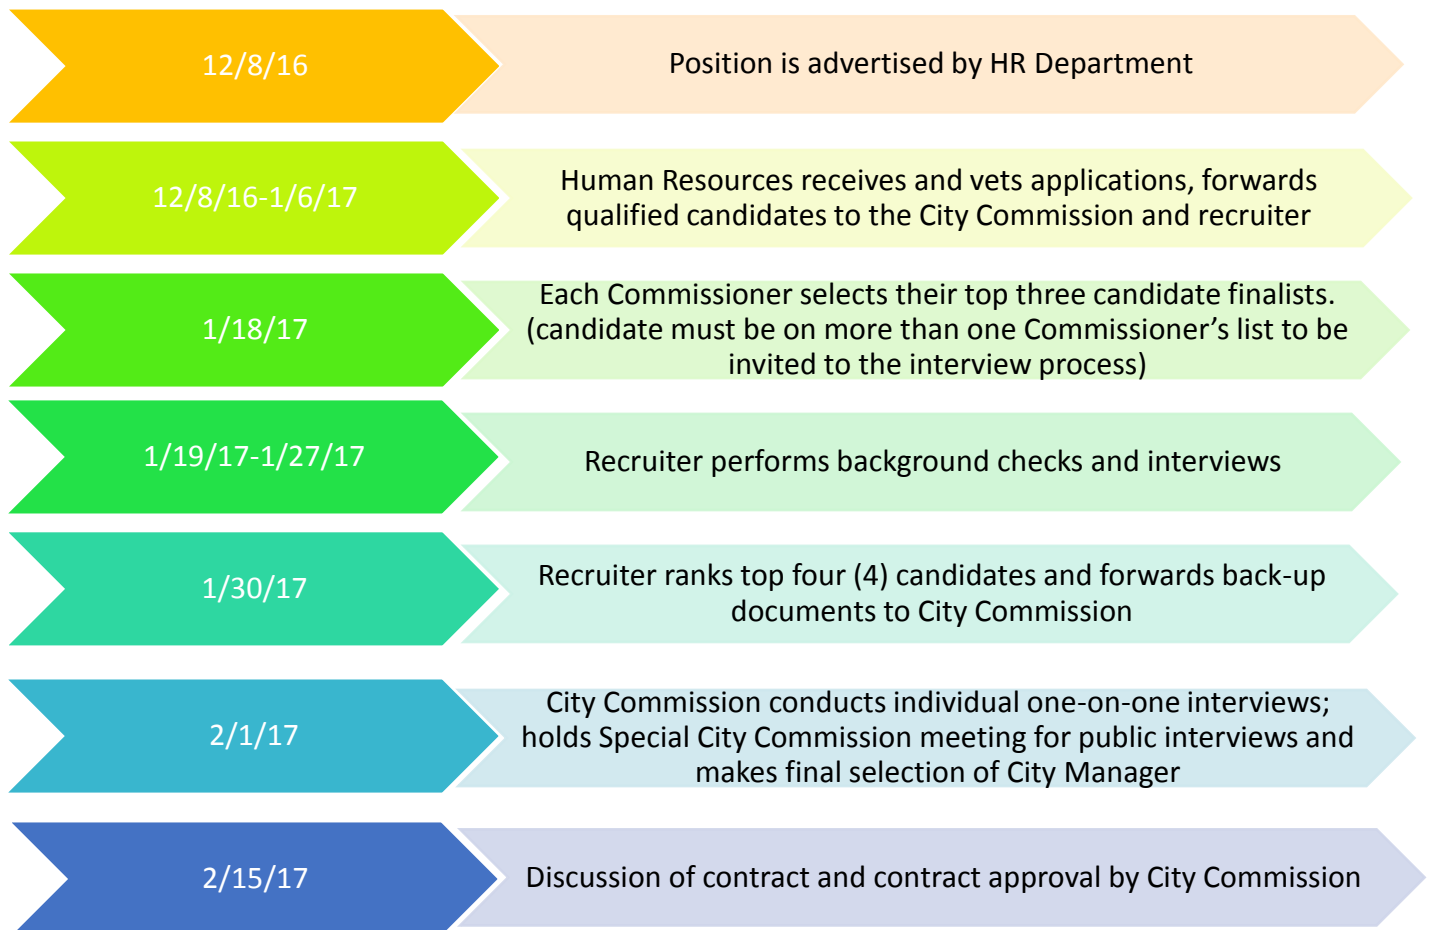 12/8/16
Position is advertised by HR Department
12/8/16-1/6/17
Human Resources receives and vets applications, forwards
qualified candidates to the City Commission and recruiter
1/18/17
Each Commissioner selects their top three candidate finalists.
(candidate must be on more than one Commissioner’s list to be
invited to the interview process)
1/19/17-1/27/17
Recruiter performs background checks and interviews
1/30/17
Recruiter ranks top four (4) candidates and forwards back-up
documents to City Commission
2/1/17
City Commission conducts individual one-on-one interviews;
holds Special City Commission meeting for public interviews and
makes final selection of City Manager
2/15/17
Discussion of contract and contract approval by City Commission